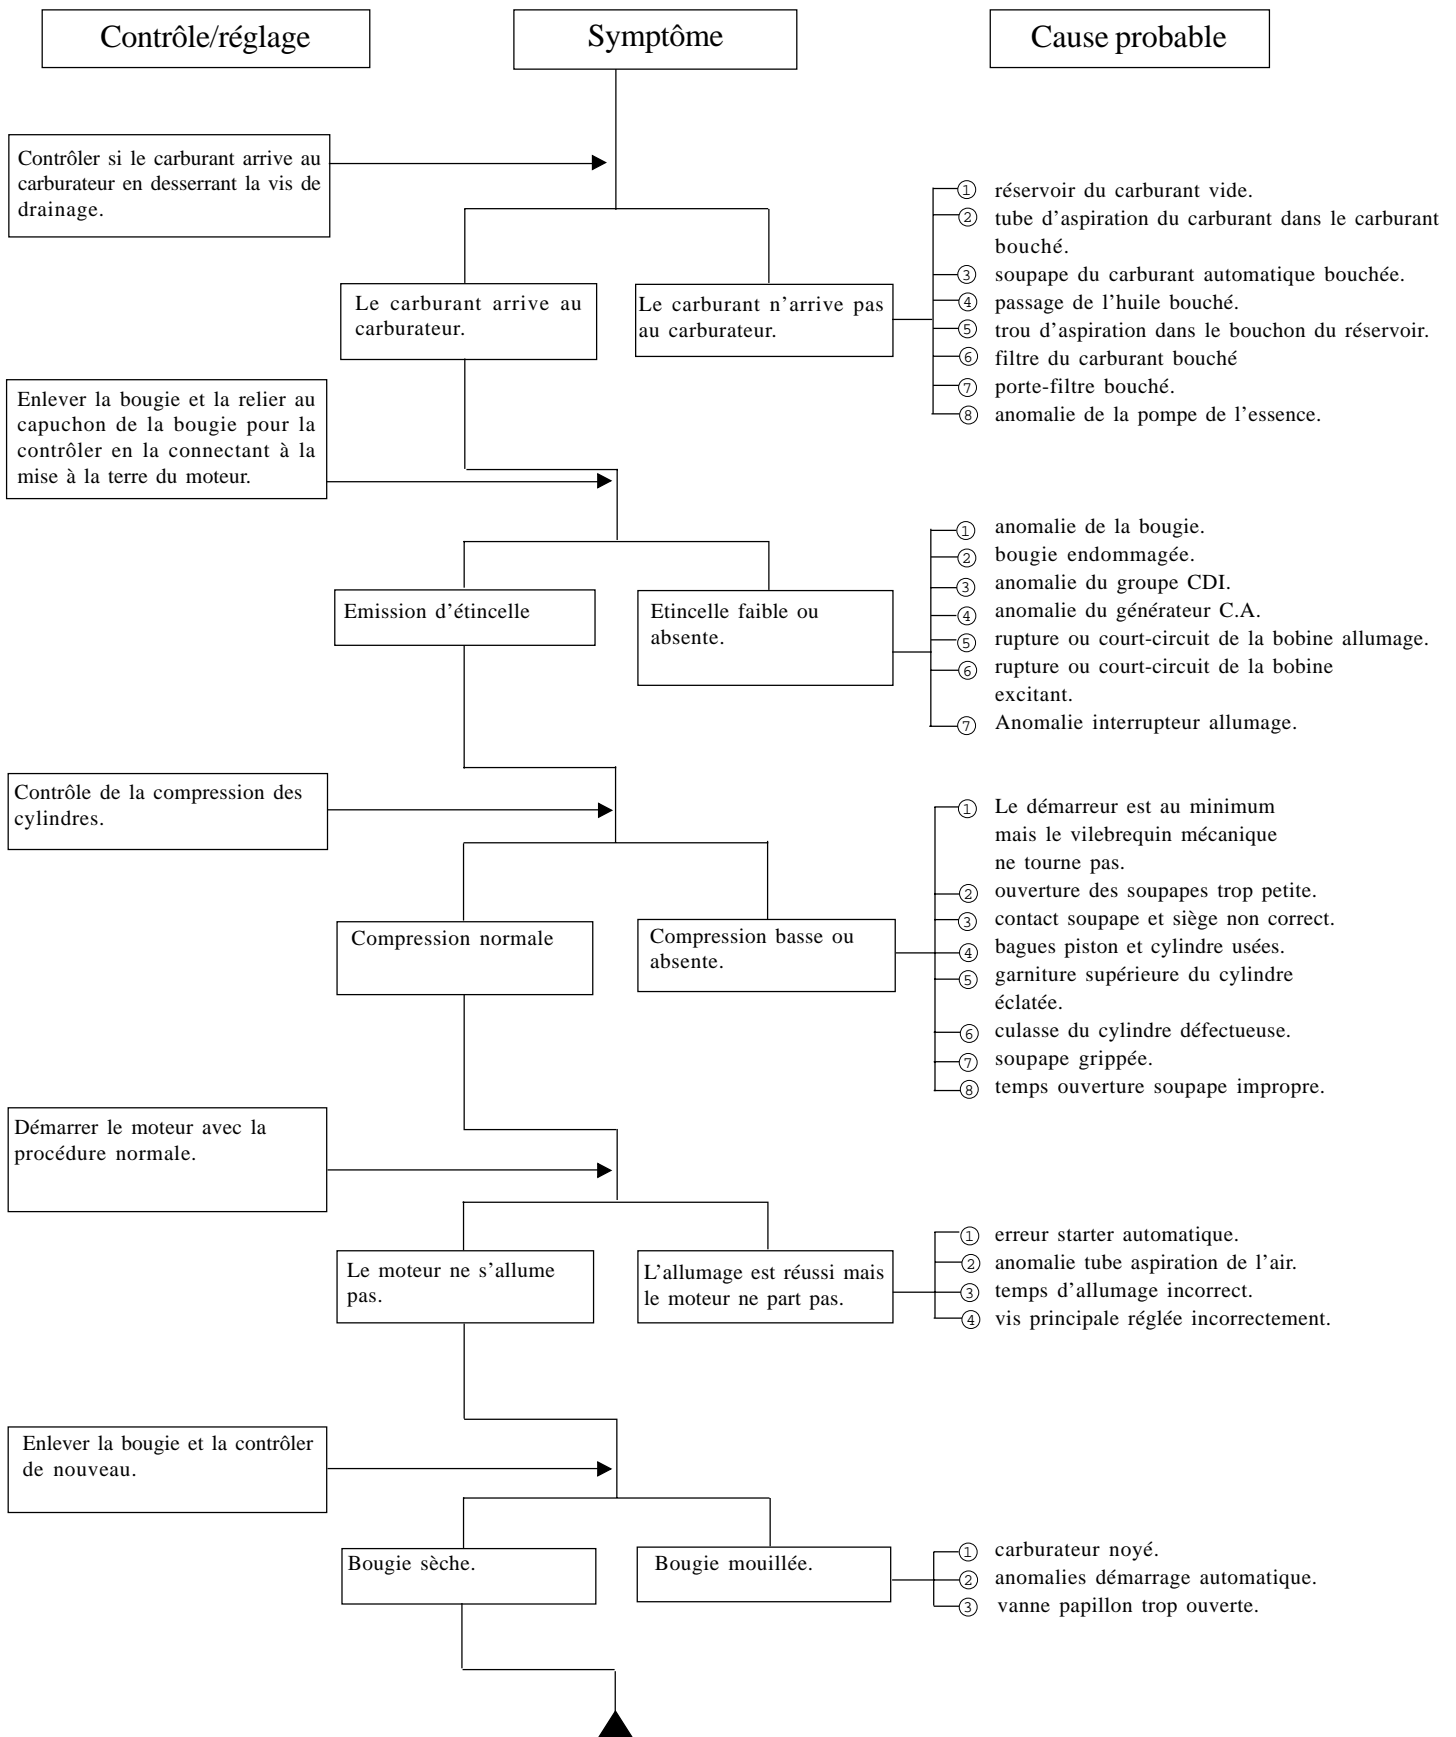 Contrôle/réglage
Symptôme
Cause probable
Contrôler si le carburant arrive au
carburateur en desserrant la vis de
drainage.
Le carburant arrive au
carburateur.
Le carburant n'arrive pas
au carburateur.
① réservoir du carburant vide.
② tube d'aspiration du carburant dans le carburant
bouché.
③ soupape du carburant automatique bouchée.
④ passage de l'huile bouché.
⑤ trou d'aspiration dans le bouchon du réservoir.
⑥ filtre du carburant bouché
⑦ porte-filtre bouché.
⑧ anomalie de la pompe de l'essence.
Enlever la bougie et la relier au
capuchon de la bougie pour la
contrôler en la connectant à la
mise à la terre du moteur.
Emission d'étincelle
Etincelle faible ou
absente.
① anomalie de la bougie.
② bougie endommagée.
③ anomalie du groupe CDI.
④ anomalie du générateur C.A.
⑤ rupture ou court-circuit de la bobine allumage.
⑥ rupture ou court-circuit de la bobine
excitant.
⑦ Anomalie interrupteur allumage.
Contrôle de la compression des
cylindres.
Compression normale
Compression basse ou
absente.
① Le démarreur est au minimum
mais le vilebrequin mécanique
ne tourne pas.
② ouverture des soupapes trop petite.
③ contact soupape et siège non correct.
④ bagues piston et cylindre usées.
⑤ garniture supérieure du cylindre
éclatée.
⑥ culasse du cylindre défectueuse.
⑦ soupape grippée.
⑧ temps ouverture soupape impropre.
Démarrer le moteur avec la
procédure normale.
Le moteur ne s'allume
pas.
L'allumage est réussi mais
le moteur ne part pas.
① erreur starter automatique.
② anomalie tube aspiration de l'air.
③ temps d'allumage incorrect.
④ vis principale réglée incorrectement.
Enlever la bougie et la contrôler
de nouveau.
Bougie sèche.
Bougie mouillée.
① carburateur noyé.
② anomalies démarrage automatique.
③ vanne papillon trop ouverte.